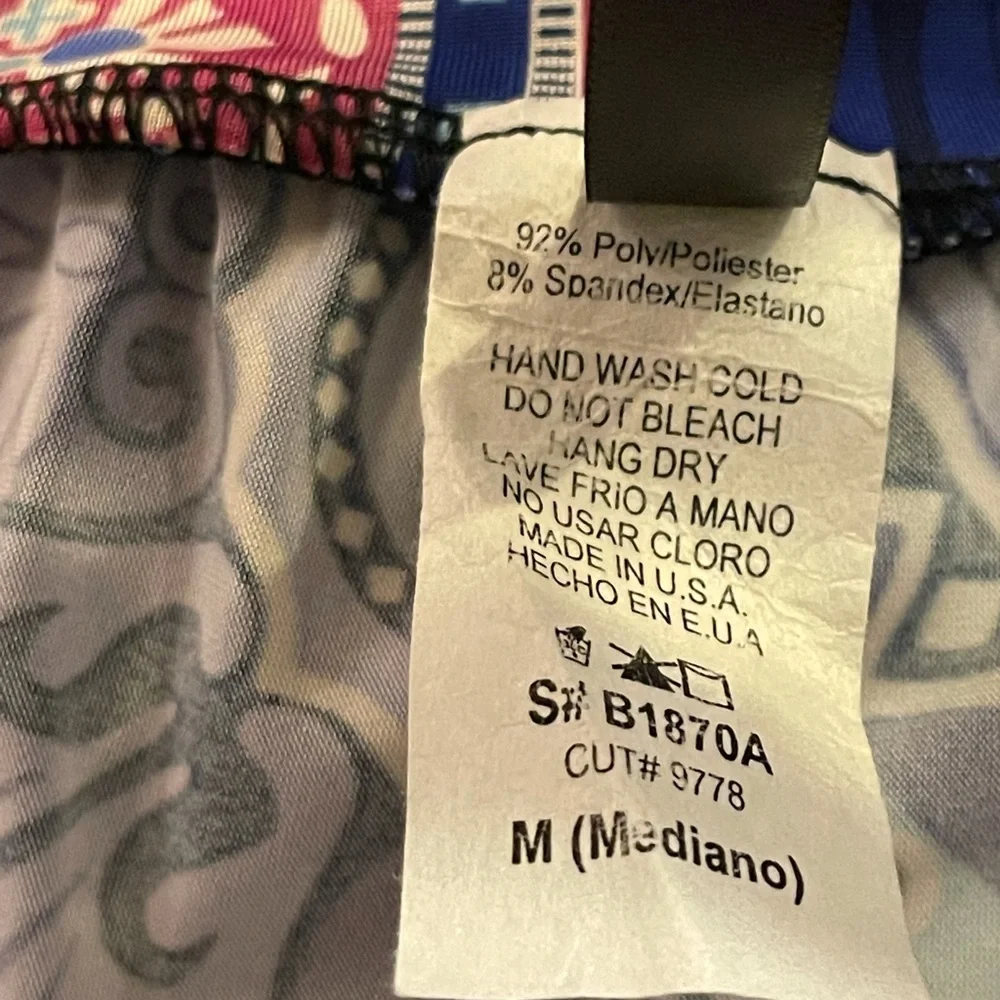 92% Poly/Poliester
8% Spandex/Elastano
HAND WASH COLD
DO NOT BLEACH
HANG DRY
LAVE FRIO A MANO
NO USAR CLORO
MADE IN U.S.A.
HECHO EN E.U.A
S# B1870A
CUT# 9778
M (Mediano)